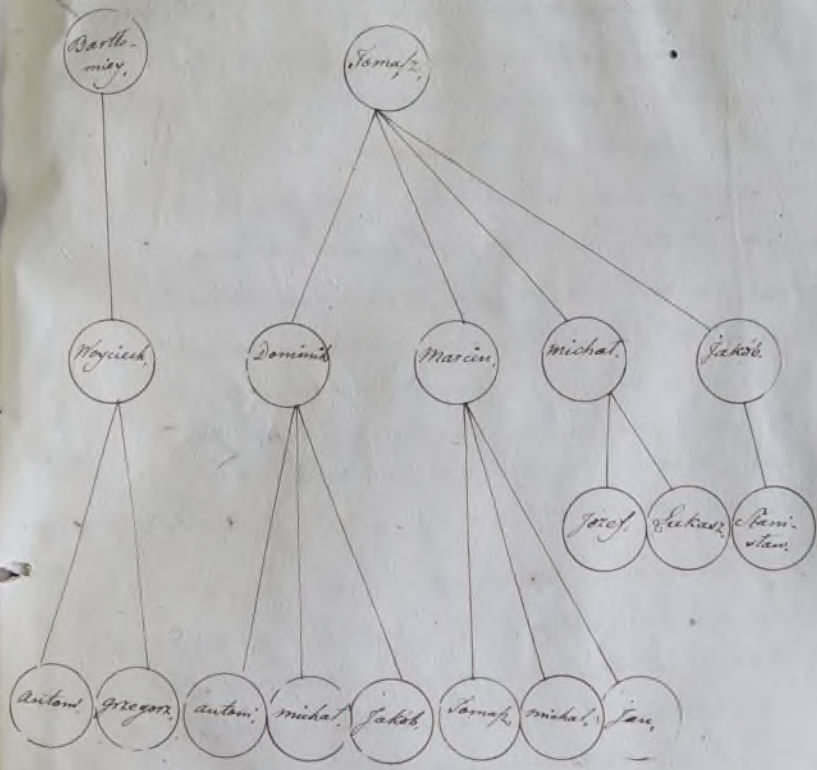 Bartło-
miey,
Tomasz,
Woyciech,
Dominik
Marcin,
michał,
Jakób.
Jozef,
Łukasz,
Stani-
sław.
antoni.
grzegorz,
antoni,
michał,
Jakób,
Tomasz,
michał,
Jan,